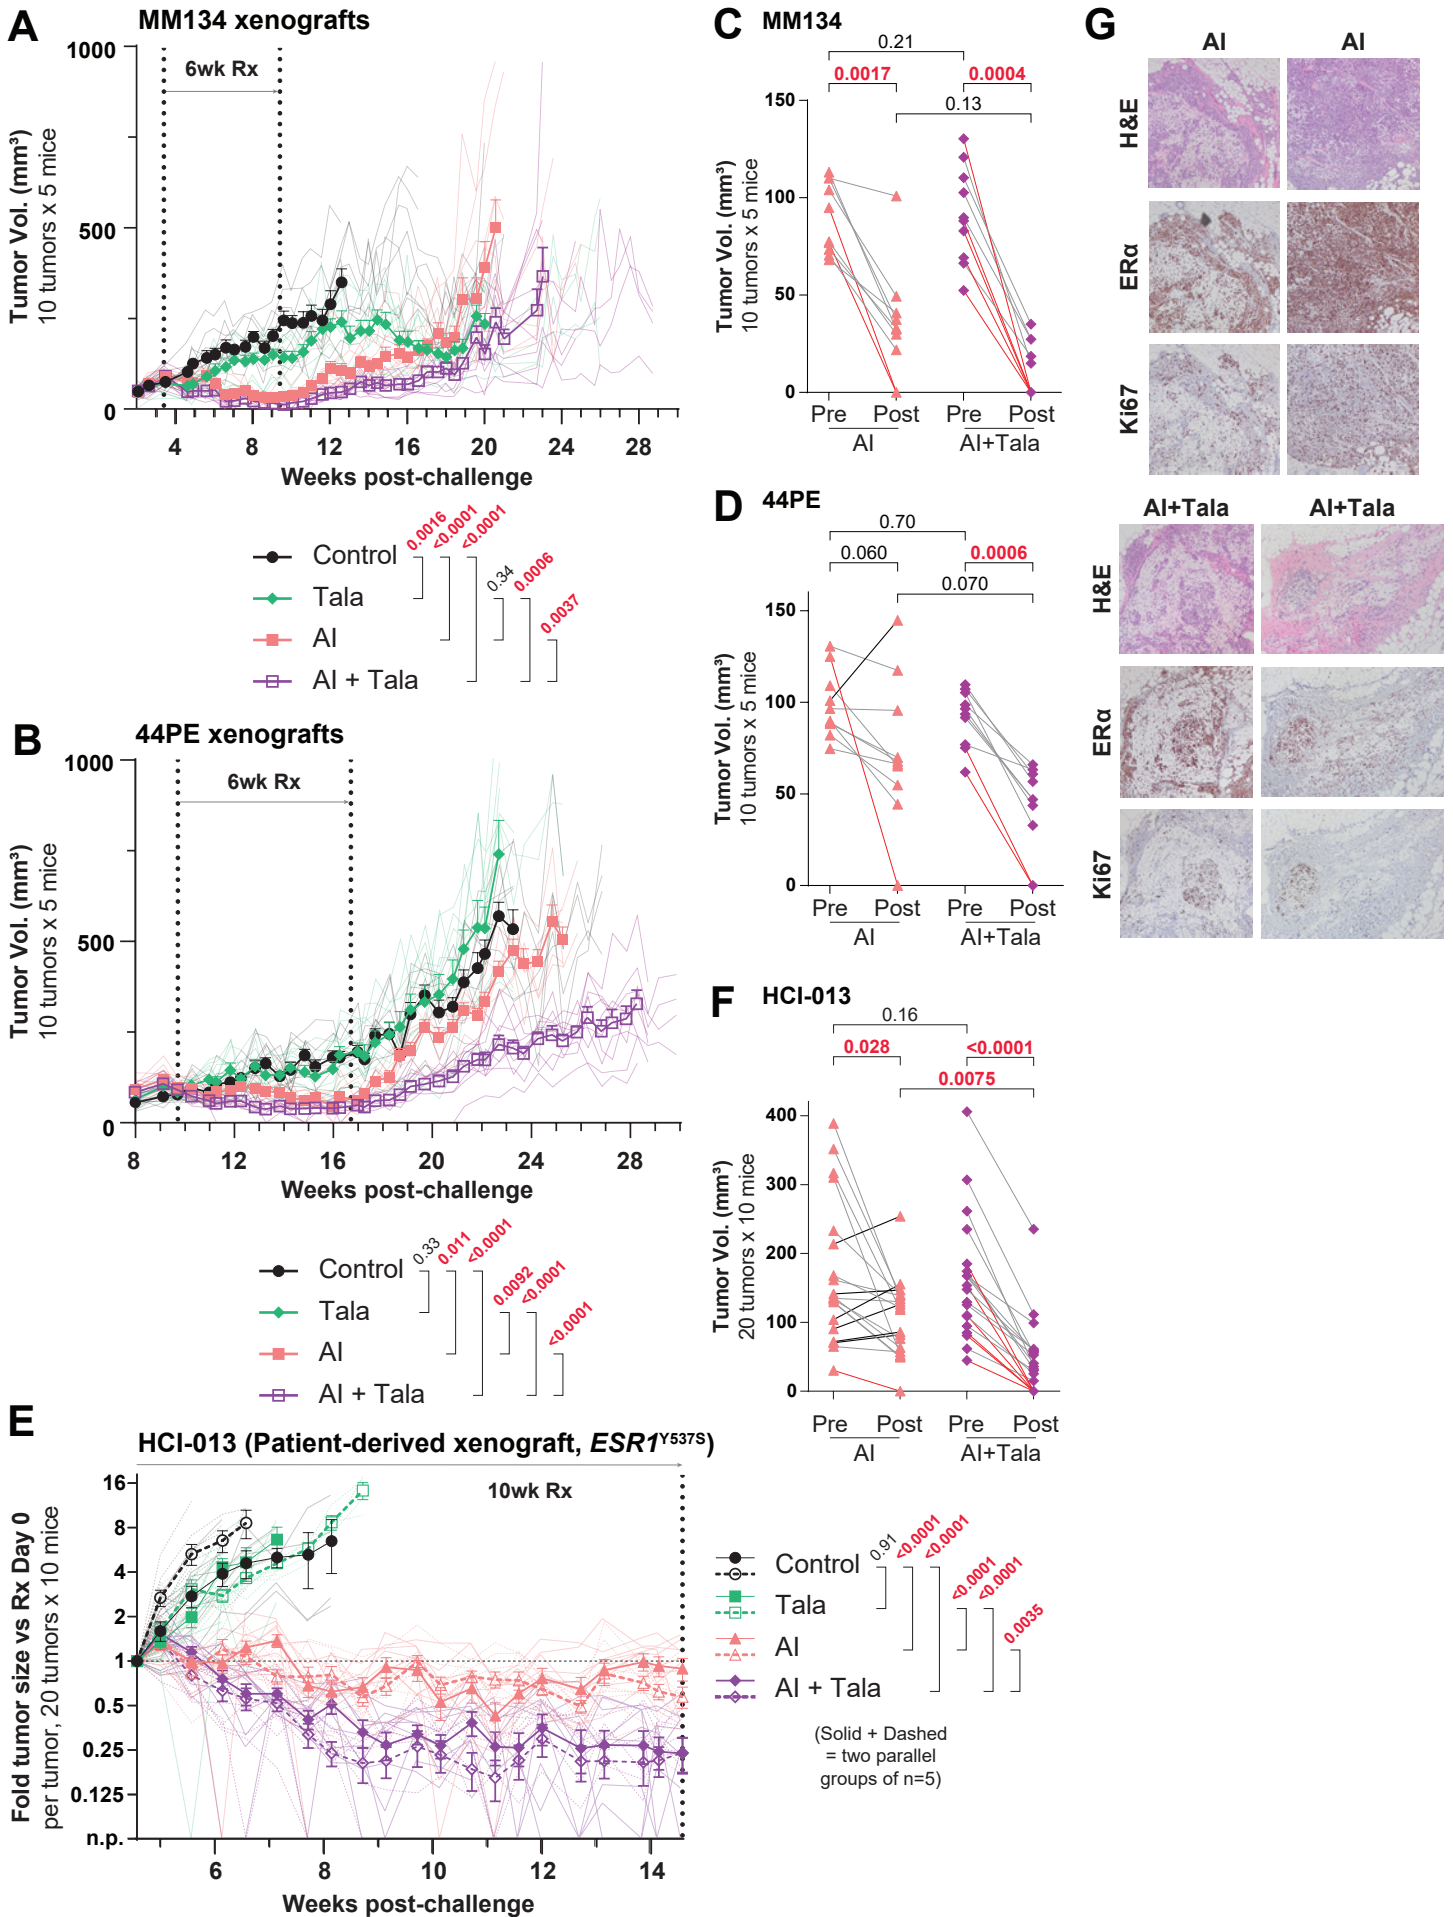 A
MM134 xenografts
6wk Rx
Tumor Vol. (mm³)
10 tumors x 5 mice
1000
500
0
4 8 12 16 20 24 28
Weeks post-challenge
0.0016
<0.0001
<0.0001
0.34
0.0006
0.0037
Control
Tala
AI
AI + Tala
B
44PE xenografts
6wk Rx
Tumor Vol. (mm³)
10 tumors x 5 mice
1000
500
0
8 12 16 20 24 28
Weeks post-challenge
0.33
0.011
<0.0001
0.0092
<0.0001
<0.0001
Control
Tala
AI
AI + Tala
C
MM134
0.21
0.0017 0.0004
0.13
Tumor Vol. (mm³)
10 tumors x 5 mice
150
100
50
0
Pre Post Pre Post
AI AI+Tala
D
44PE
0.70
0.060 0.0006
0.070
Tumor Vol. (mm³)
10 tumors x 5 mice
150
100
50
0
Pre Post Pre Post
AI AI+Tala
E
HCI-013 (Patient-derived xenograft, ESR1Y537S)
10wk Rx
Fold tumor size vs Rx Day 0
per tumor, 20 tumors x 10 mice
16
8
4
2
1
0.5
0.25
0.125
n.p.
6 8 10 12 14
Weeks post-challenge
F
HCI-013
0.16
0.028 <0.0001
0.0075
Tumor Vol. (mm³)
20 tumors x 10 mice
400
300
200
100
0
Pre Post Pre Post
AI AI+Tala
0.91
<0.0001
<0.0001
<0.0001
<0.0001
0.0035
Control
Tala
AI
AI + Tala
(Solid + Dashed
= two parallel
groups of n=5)
G
AI AI
H&E
ERα
Ki67
AI+Tala AI+Tala
H&E
ERα
Ki67